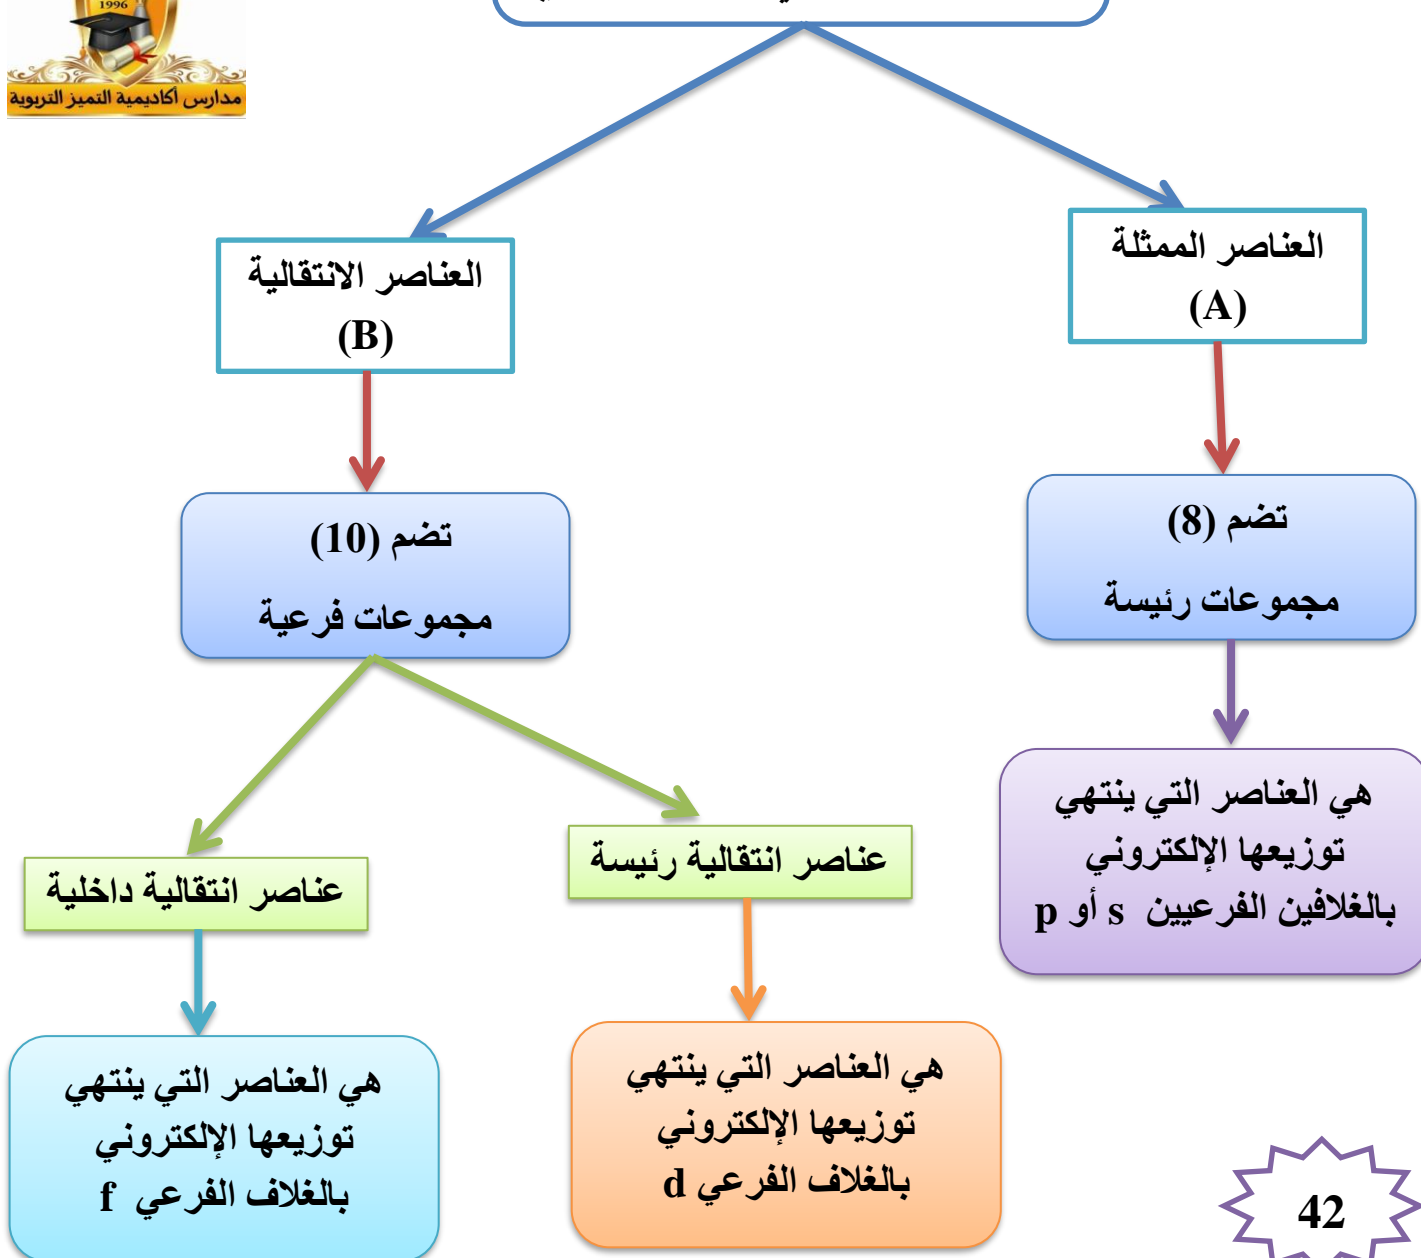 1996
مدارس أكاديمية التميز التربوية
العناصر الممثلة
(A)
العناصر الانتقالية
(B)
تضم (8)
مجموعات رئيسة
تضم (10)
مجموعات فرعية
هي العناصر التي ينتهي
توزيعها الإلكتروني
بالغلافين الفرعيين s أو p
عناصر انتقالية رئيسة
عناصر انتقالية داخلية
هي العناصر التي ينتهي
توزيعها الإلكتروني
بالغلاف الفرعي d
هي العناصر التي ينتهي
توزيعها الإلكتروني
بالغلاف الفرعي f
42